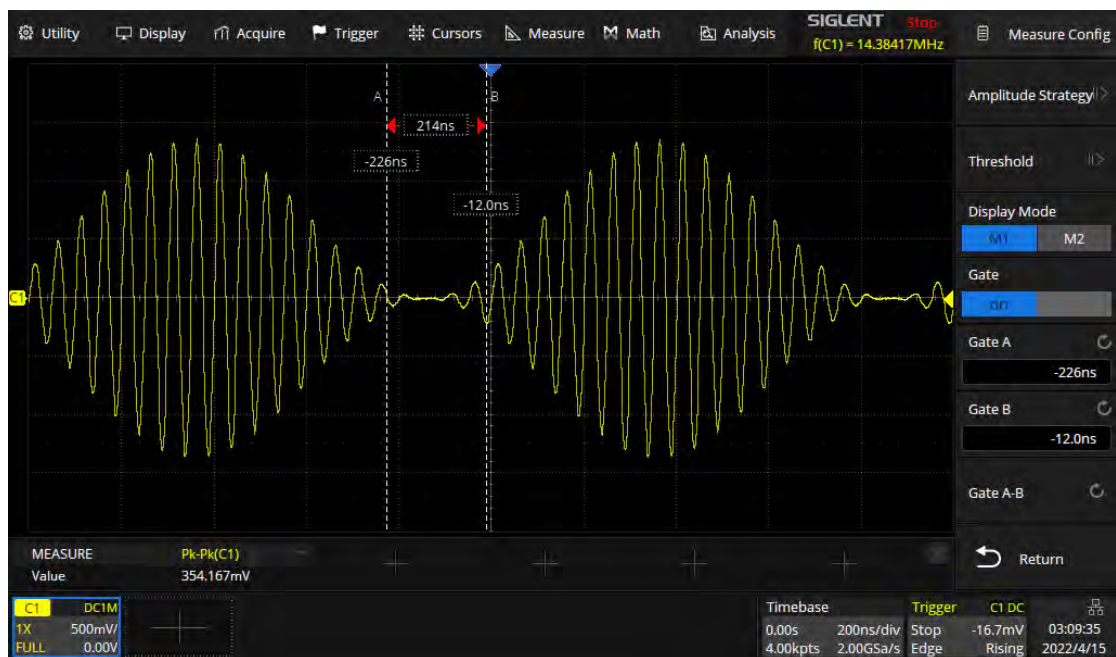 Utility Display Acquire Trigger Cursors Measure Math Analysis
SIGLENT Stop
f(C1) = 14.38417MHz
Measure Config
A B
214ns
-226ns
-12.0ns
C1
Amplitude Strategy
Threshold
Display Mode
M1 M2
Gate
on
Gate A
-226ns
Gate B
-12.0ns
Gate A-B
Return
MEASURE Pk-Pk(C1)
Value 354.167mV
C1 DC1M
1X 500mV/
FULL 0.00V
Timebase
0.00s 200ns/div
4.00kpts 2.00GSa/s
Trigger C1 DC
Stop -16.7mV
Edge Rising
03:09:35
2022/4/15